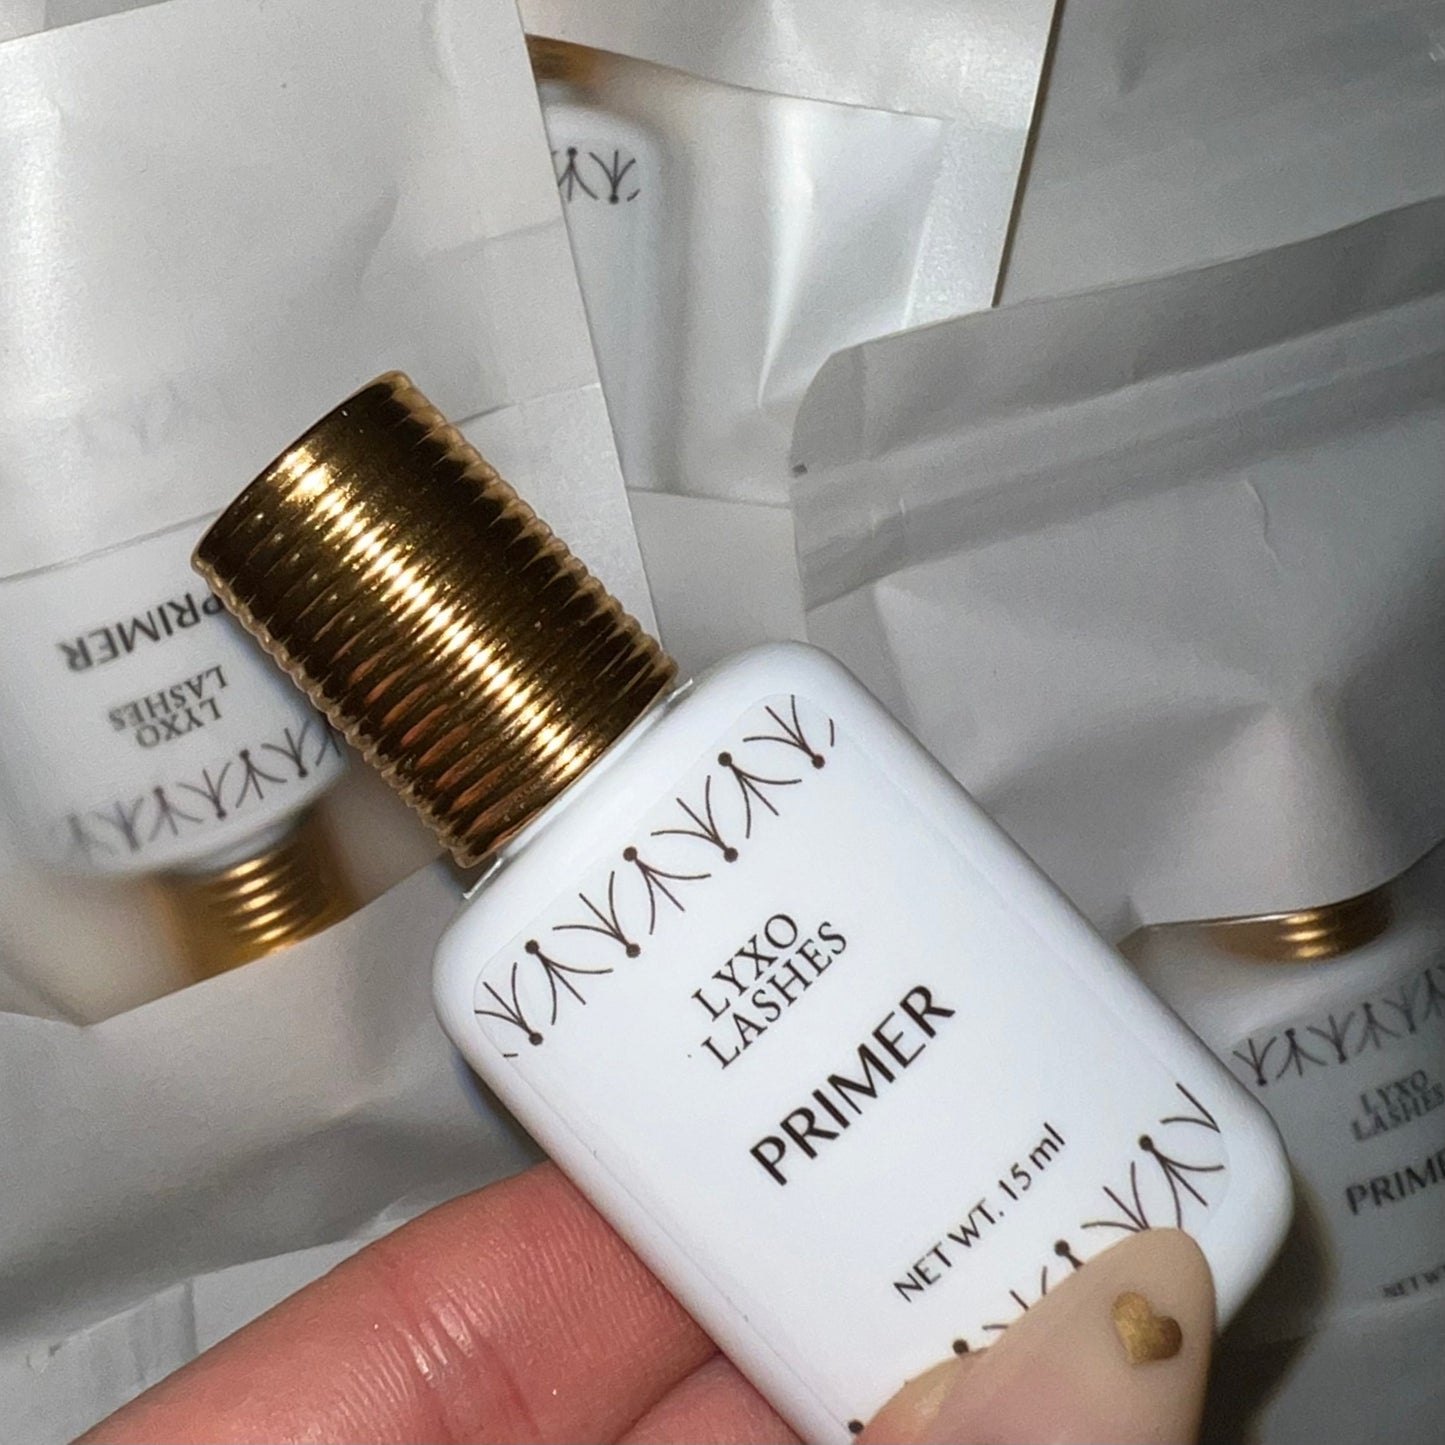 LYXO
LASHES
PRIMER
NET WT. 15 ml
PRIMER
LYXO
LASHES
LYXO
LASHES